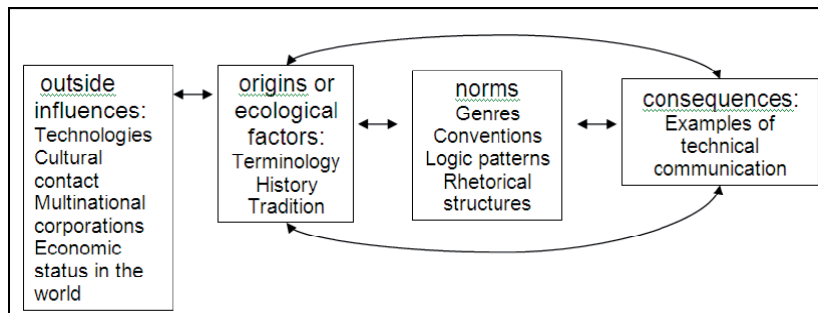 outside
influences:
Technologies
Cultural
contact
Multinational
corporations
Economic
status in the
world
origins or
ecological
factors:
Terminology
History
Tradition
norms
Genres
Conventions
Logic patterns
Rhetorical
structures
consequences:
Examples of
technical
communication